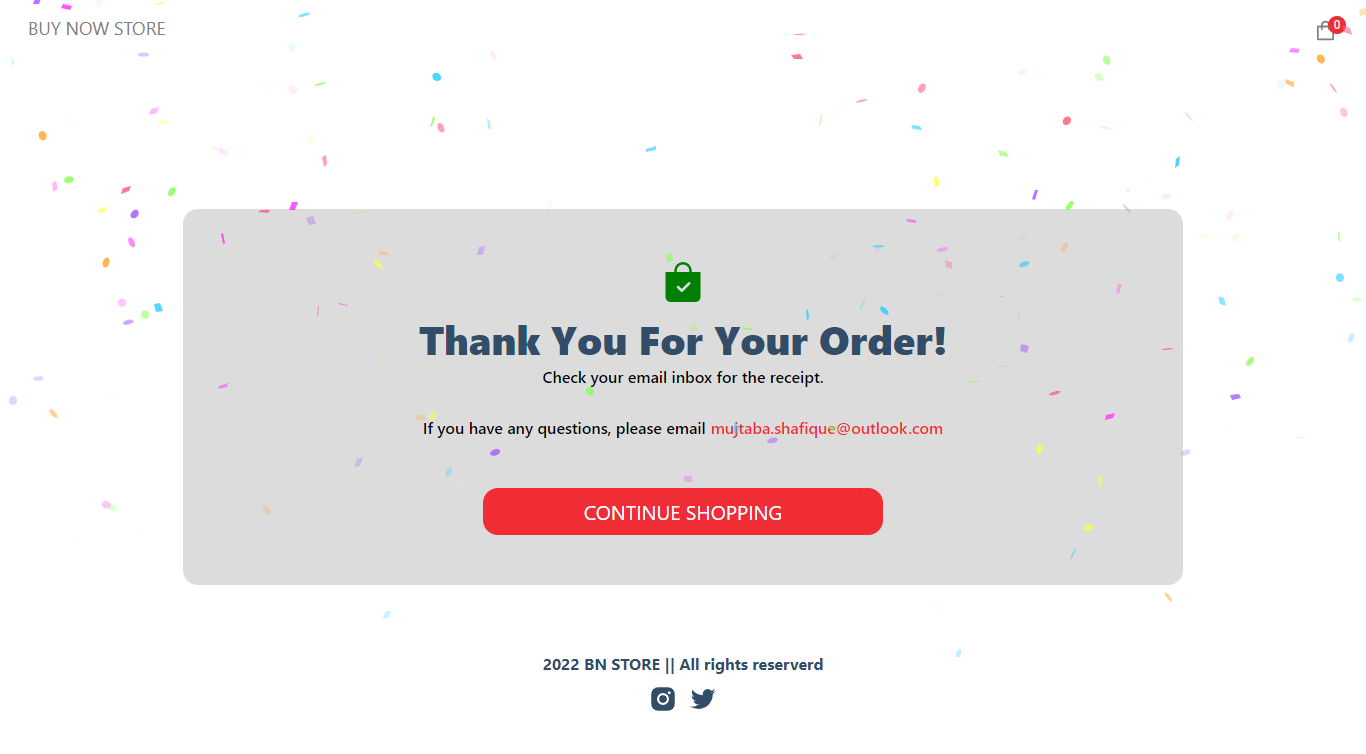 BUY NOW STORE
0
Thank You For Your Order!
Check your email inbox for the receipt.
If you have any questions, please email mujtaba.shafique@outlook.com
CONTINUE SHOPPING
2022 BN STORE || All rights reserverd